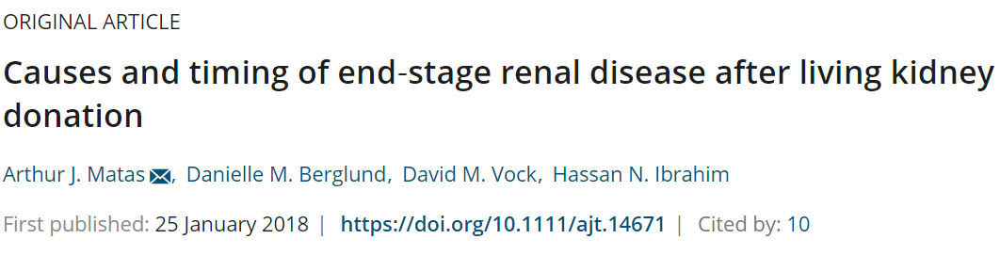 ORIGINAL ARTICLE
Causes and timing of end-stage renal disease after living kidney
donation
Arthur J. Matas, Danielle M. Berglund, David M. Vock, Hassan N. Ibrahim
First published: 25 January 2018 | https://doi.org/10.1111/ajt.14671 | Cited by: 10